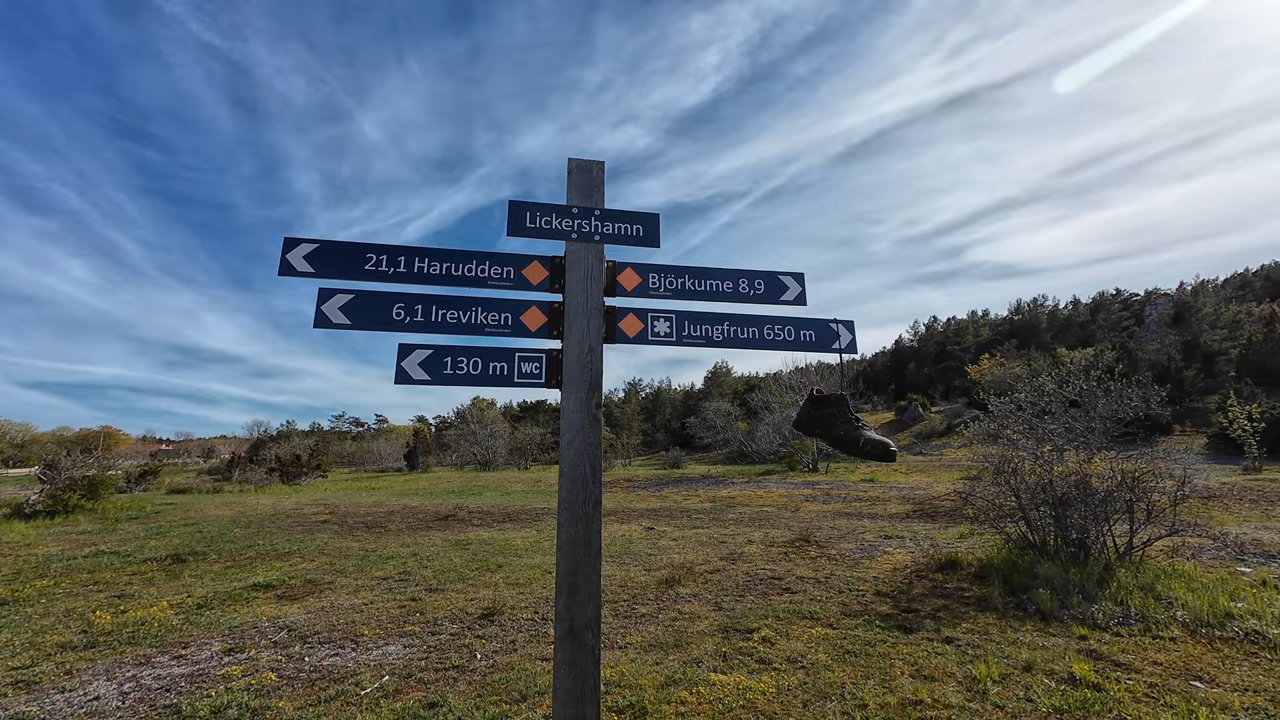 Lickershamn
21,1 Harudden
Björkume 8,9
6,1 Ireviken
Jungfrun 650 m
130 m WC